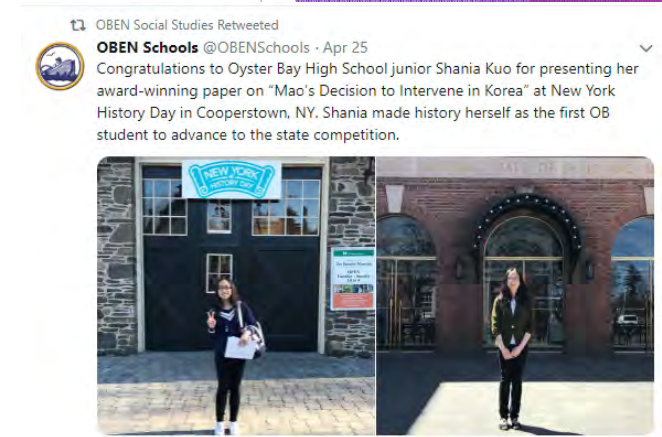 OBEN Social Studies Retweeted
OBEN Schools @OBENSchools · Apr 25
Congratulations to Oyster Bay High School junior Shania Kuo for presenting her
award-winning paper on "Mao's Decision to Intervene in Korea" at New York
History Day in Cooperstown, NY. Shania made history herself as the first OB
student to advance to the state competition.
NEW YORK
HISTORY DAY